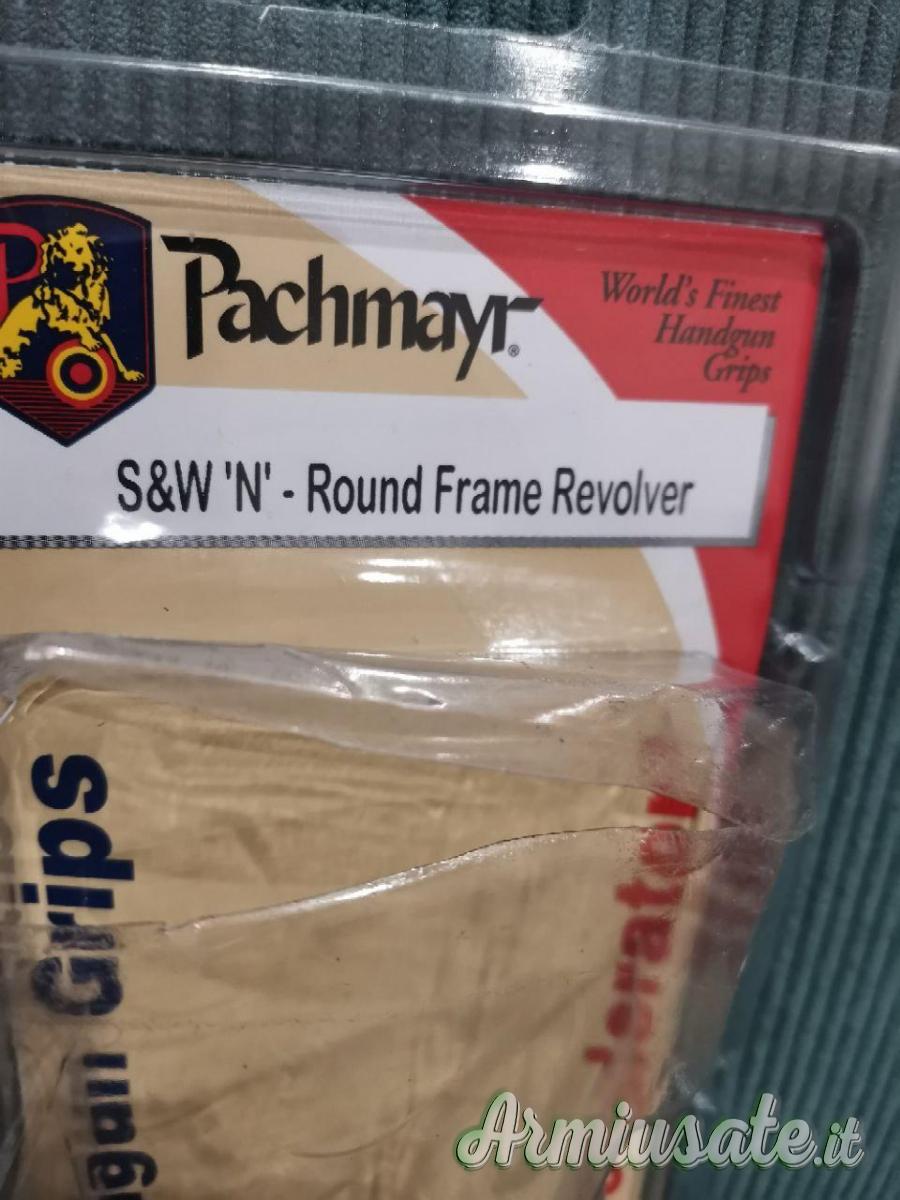 P
Pachmayr®
World's Finest
Handgun
Grips
S&W 'N' - Round Frame Revolver
Grips
Armiusate.it